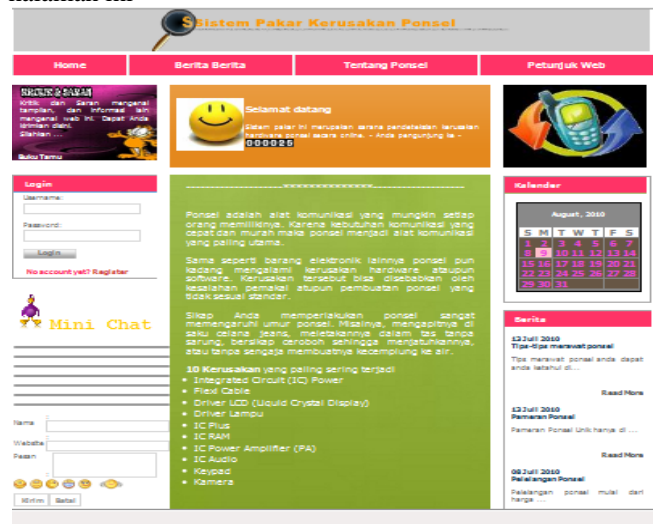 Sistem Pakar Kerusakan Ponsel
Home
Berita Berita
Tentang Ponsel
Petunjuk Web
KRITIK & SARAN
Kritik dan Saran mengenai
tampilan, dan informasi lain
mengenai web ini. Dapat Anda
kirimkan disini.
Silahkan ...
Buku Tamu
Selamat datang
Sistem pakar ini merupakan sarana pendeteksian kerusakan
hardware ponsel secara online. - Anda pengunjung ke -
000025
Login
Username:
Password:
Login
No account yet? Register
Mini Chat
Nama
Website
Pesan
Kirim Batal
Ponsel adalah alat komunikasi yang mungkin setiap
orang memilikinya. Karena kebutuhan komunikasi yang
cepat dan murah maka ponsel menjadi alat komunikasi
yang paling utama.
Sama seperti barang elektronik lainnya ponsel pun
kadang mengalami kerusakan hardware ataupun
software. Kerusakan tersebut bisa disebabkan oleh
kesalahan pemakai atupun pembuatan ponsel yang
tidak sesuai standar.
Sikap Anda memperlakukan ponsel sangat
memengaruhi umur ponsel. Misalnya, mengapitnya di
saku celana jeans, meletakannya dalam tas tanpa
sarung, bersikap ceroboh sehingga menjatuhkannya,
atau tanpa sengaja membuatnya kecemplung ke air.
10 Kerusakan yang paling sering terjadi
• Integrated Circuit (IC) Power
• Flexi Cable
• Driver LCD (Liquid Crystal Display)
• Driver Lampu
• IC Plus
• IC RAM
• IC Power Amplifier (PA)
• IC Audio
• Keypad
• Kamera
Kalender
August, 2010
S M T W T F S
1 2 3 4 5 6 7
8 9 10 11 12 13 14
15 16 17 18 19 20 21
22 23 24 25 26 27 28
29 30 31
Berita
13 Juli 2010
Tips-tips merawat ponsel
Tips merawat ponsel anda dapat
anda ketahui di...
Read More
13 Juli 2010
Pameran Ponsel
Pameran Ponsel Unik hanya di ...
Read More
08 Juli 2010
Pelelangan Ponsel
Pelelangan ponsel mulai dari
harga ...